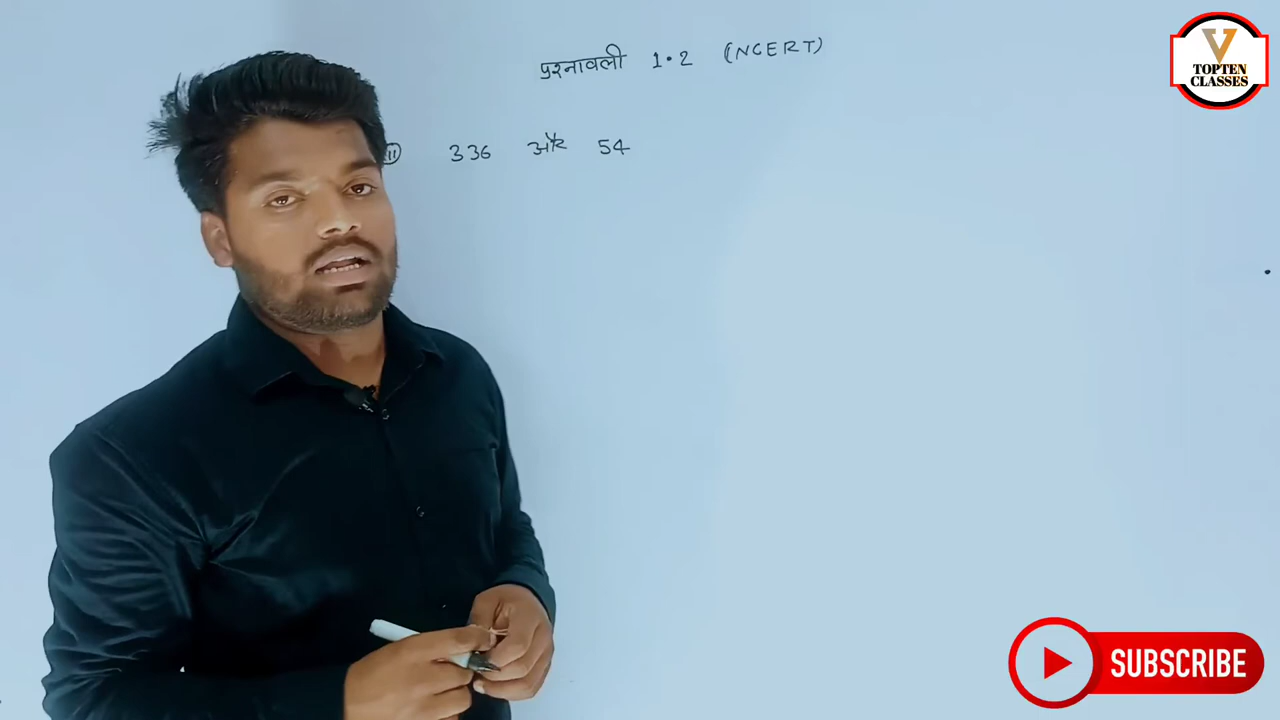 प्रश्नावली 1.2 (NCERT)
336 और 54
V
TOPTEN
CLASSES
SUBSCRIBE